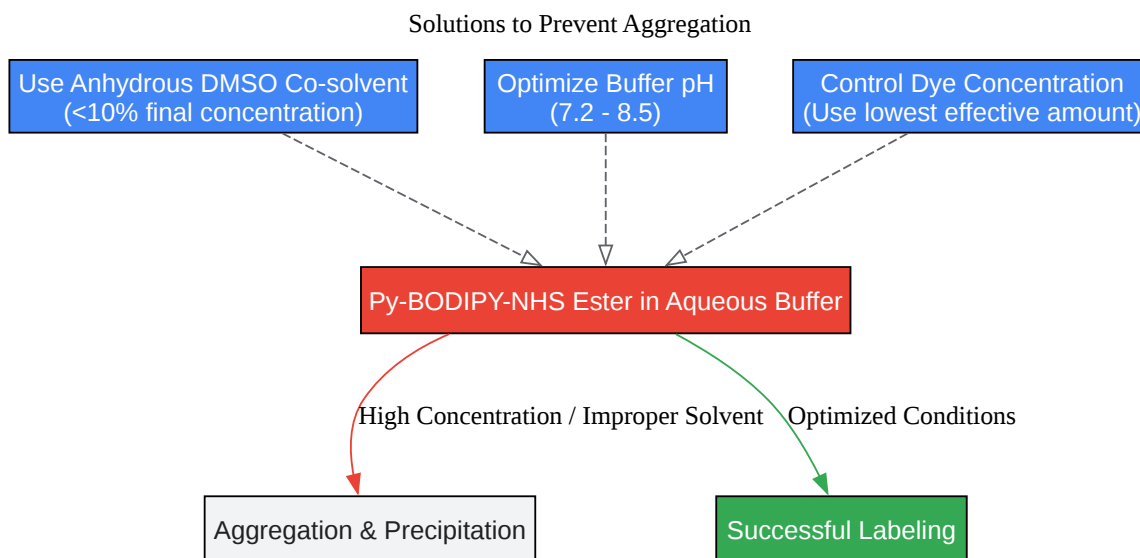 Solutions to Prevent Aggregation
Use Anhydrous DMSO Co-solvent
(<10% final concentration)
Optimize Buffer pH
(7.2 - 8.5)
Control Dye Concentration
(Use lowest effective amount)
Py-BODIPY-NHS Ester in Aqueous Buffer
High Concentration / Improper Solvent
Optimized Conditions
Aggregation & Precipitation
Successful Labeling